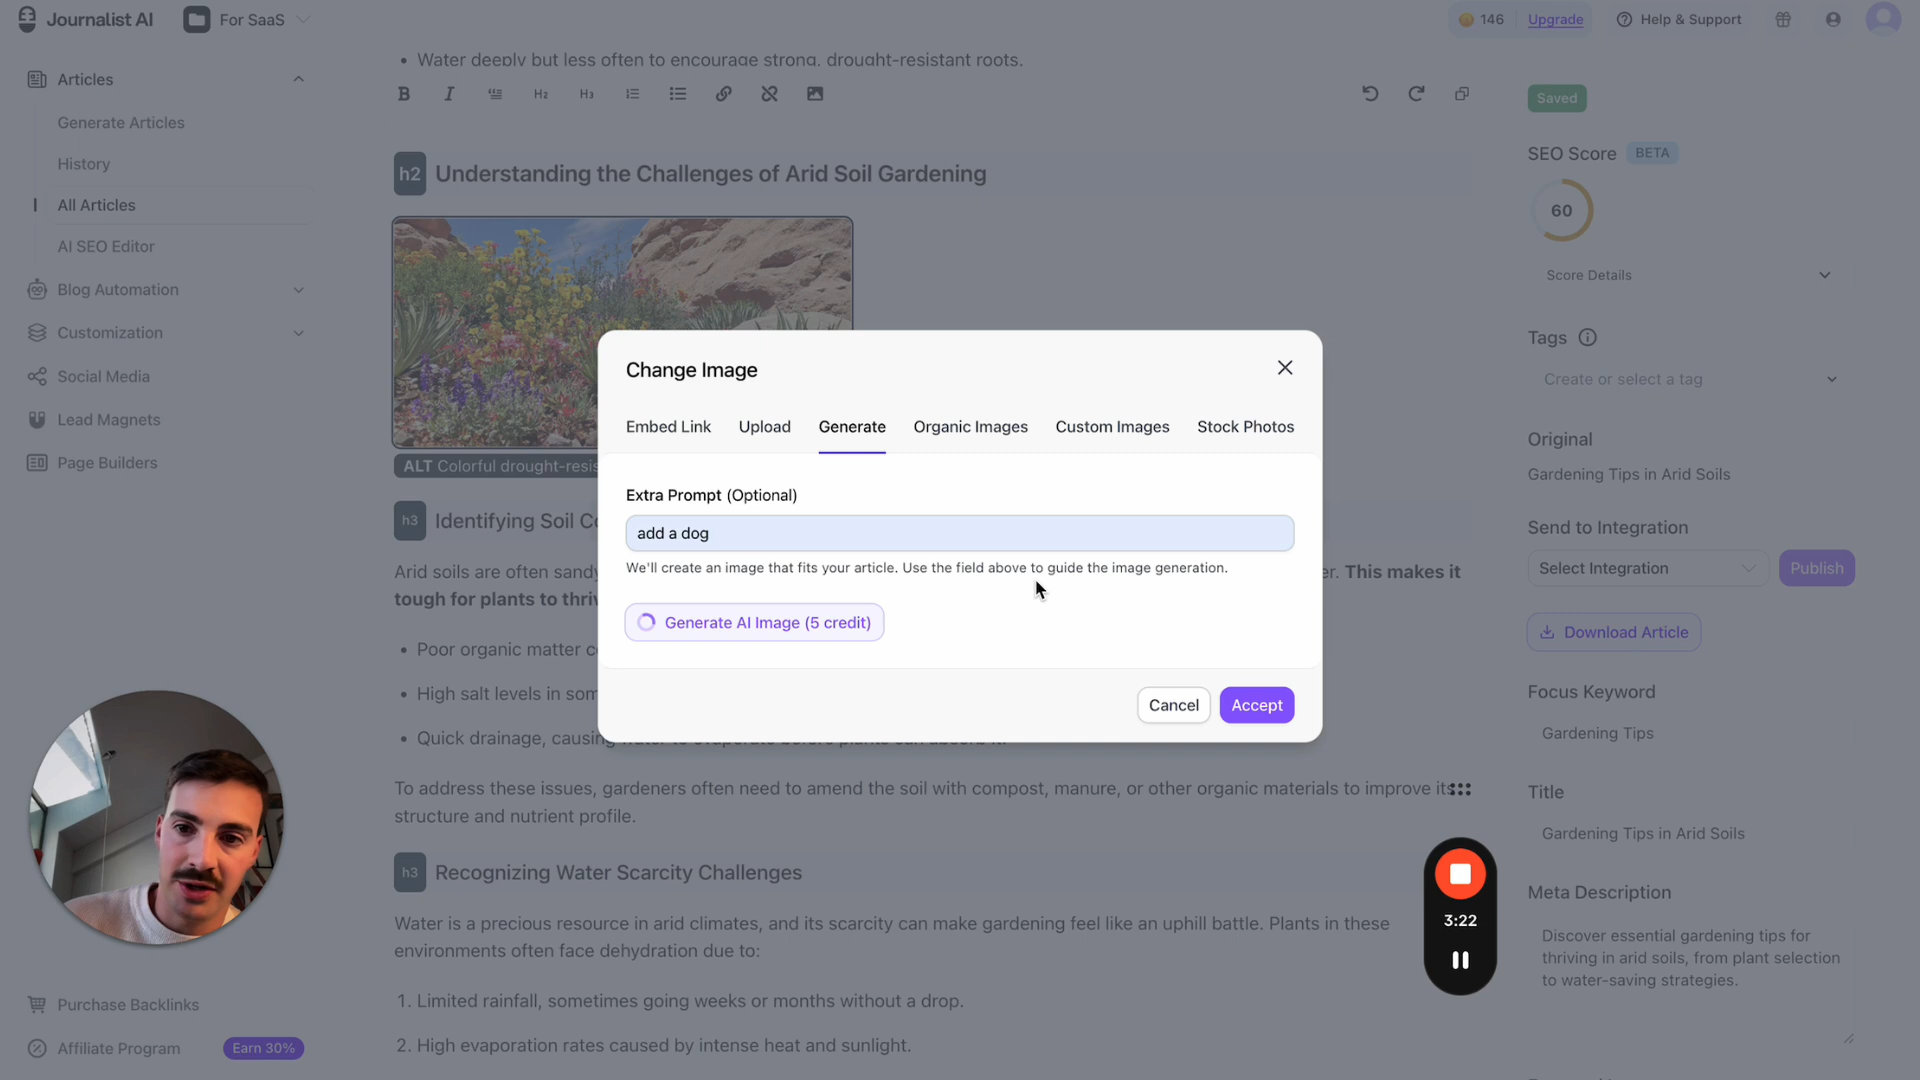 Journalist AI
For SaaS
146
Upgrade
Help & Support
Articles
Generate Articles
History
All Articles
AI SEO Editor
Blog Automation
Customization
Social Media
Lead Magnets
Page Builders
Purchase Backlinks
Affiliate Program
Earn 30%
• Water deeply but less often to encourage strong, drought-resistant roots.
B I H2 H3
h2 Understanding the Challenges of Arid Soil Gardening
ALT Colorful drought-resis
h3 Identifying Soil Co
Arid soils are often sandy
er. This makes it
tough for plants to thriv
• Poor organic matter c
• High salt levels in som
• Quick drainage, causing water to evaporate before plants can absorb it.
To address these issues, gardeners often need to amend the soil with compost, manure, or other organic materials to improve its
structure and nutrient profile.
h3 Recognizing Water Scarcity Challenges
Water is a precious resource in arid climates, and its scarcity can make gardening feel like an uphill battle. Plants in these
environments often face dehydration due to:
1. Limited rainfall, sometimes going weeks or months without a drop.
2. High evaporation rates caused by intense heat and sunlight.
Change Image
Embed Link
Upload
Generate
Organic Images
Custom Images
Stock Photos
Extra Prompt (Optional)
add a dog
We'll create an image that fits your article. Use the field above to guide the image generation.
Generate AI Image (5 credit)
Cancel
Accept
3:22
Saved
SEO Score
BETA
60
Score Details
Tags
Create or select a tag
Original
Gardening Tips in Arid Soils
Send to Integration
Select Integration
Publish
Download Article
Focus Keyword
Gardening Tips
Title
Gardening Tips in Arid Soils
Meta Description
Discover essential gardening tips for
thriving in arid soils, from plant selection
to water-saving strategies.